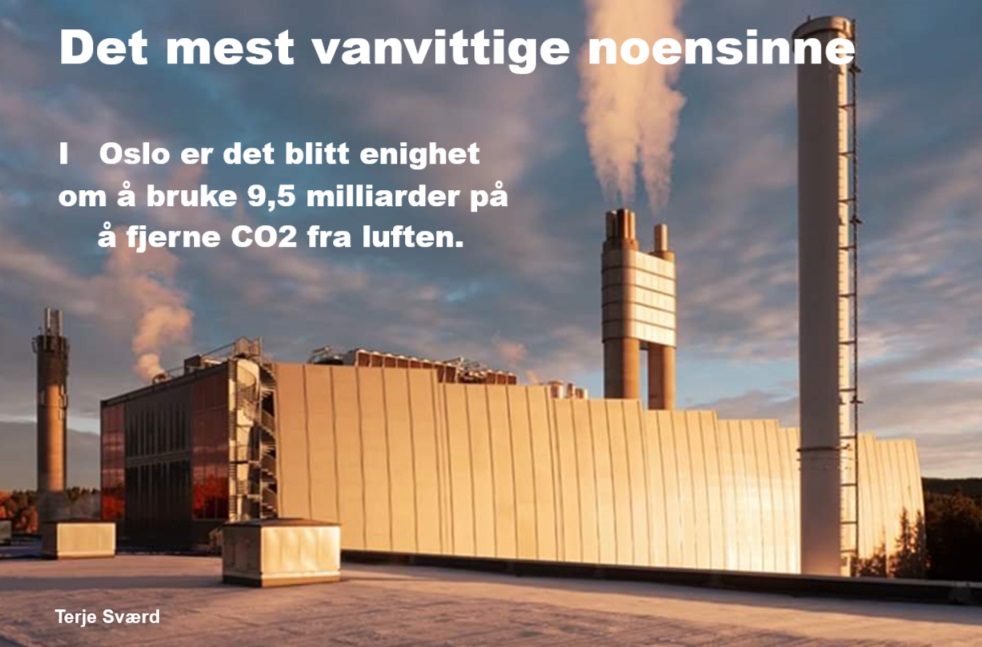 Det mest vanvittige noensinne
I Oslo er det blitt enighet
om å bruke 9,5 milliarder på
å fjerne CO2 fra luften.
Terje Sværd